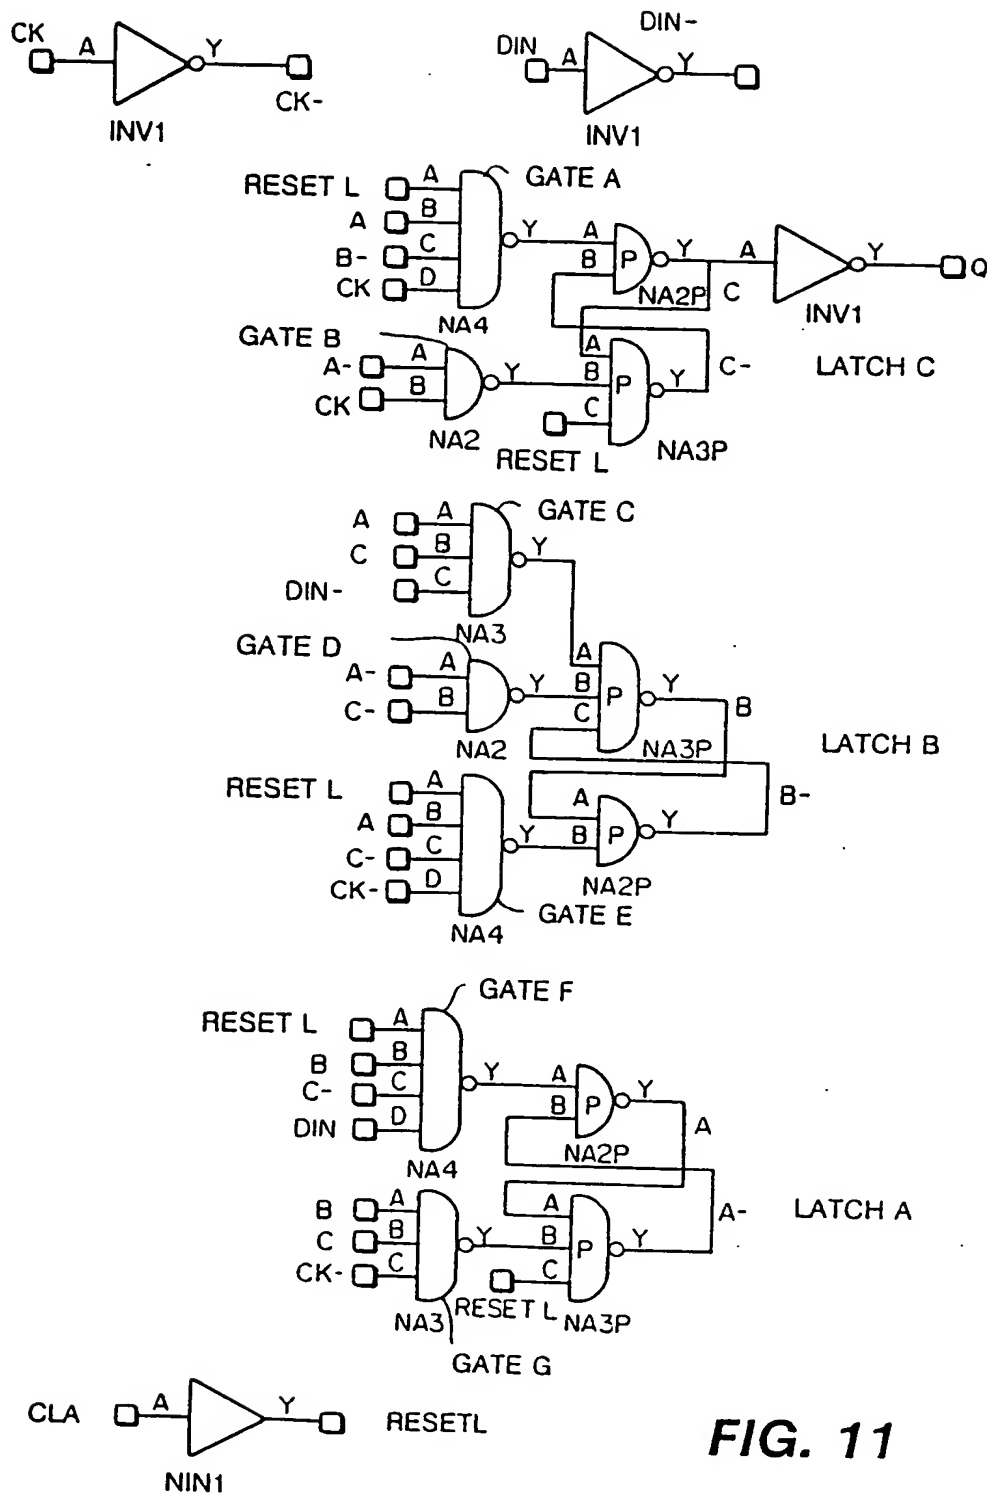 CK A Y CK-
INV1
DIN A DIN- Y
INV1
GATE A
RESET L A
A B
B- C
CK D
Y
NA4
A
B P Y
NA2P
C
A Y Q
INV1
GATE B
A- A
CK B
Y
NA2
A
B P Y
C
C-
LATCH C
RESET L
NA3P
GATE C
A A
C B
DIN- C
Y
NA3
GATE D
A- A
C- B
Y
NA2
A
B P Y
C
B
NA3P
LATCH B
RESET L A
A B
C- C
CK- D
Y
A
B P Y
B-
NA2P
GATE E
NA4
GATE F
RESET L A
B B
C- C
DIN D
Y
NA4
A
B P Y
A
NA2P
B A
C B
CK- C
Y
NA3
A
B P Y
C
A-
LATCH A
RESET L
NA3P
GATE G
CLA A Y RESETL
NIN1
FIG. 11